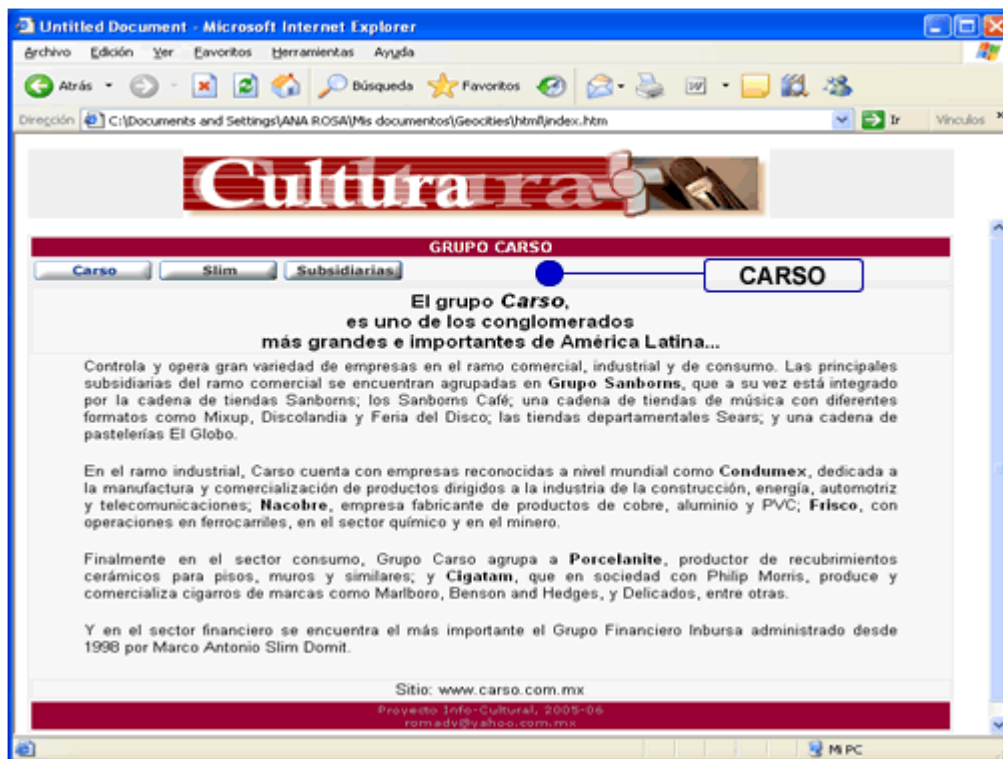 Untitled Document - Microsoft Internet Explorer
Archivo Edición Ver Favoritos Herramientas Ayuda
Atrás Búsqueda Favoritos
Dirección C:\Documents and Settings\ANA ROSA\Mis documentos\Geocities\html\index.htm Ir Vínculos
Cultura
GRUPO CARSO
Carso Slim Subsidiarias CARSO
El grupo Carso,
es uno de los conglomerados
más grandes e importantes de América Latina...
Controla y opera gran variedad de empresas en el ramo comercial, industrial y de consumo. Las principales
subsidiarias del ramo comercial se encuentran agrupadas en Grupo Sanborns, que a su vez está integrado
por la cadena de tiendas Sanborns; los Sanborns Café; una cadena de tiendas de música con diferentes
formatos como Mixup, Discolandia y Feria del Disco; las tiendas departamentales Sears; y una cadena de
pastelerías El Globo.
En el ramo industrial, Carso cuenta con empresas reconocidas a nivel mundial como Condumex, dedicada a
la manufactura y comercialización de productos dirigidos a la industria de la construcción, energía, automotriz
y telecomunicaciones; Nacobre, empresa fabricante de productos de cobre, aluminio y PVC; Frisco, con
operaciones en ferrocarriles, en el sector químico y en el minero.
Finalmente en el sector consumo, Grupo Carso agrupa a Porcelanite, productor de recubrimientos
cerámicos para pisos, muros y similares; y Cigatam, que en sociedad con Philip Morris, produce y
comercializa cigarros de marcas como Marlboro, Benson and Hedges, y Delicados, entre otras.
Y en el sector financiero se encuentra el más importante el Grupo Financiero Inbursa administrado desde
1998 por Marco Antonio Slim Domit.
Sitio: www.carso.com.mx
Proyecto Info-Cultural, 2005-06
romadv@yahoo.com.mx
Mi PC